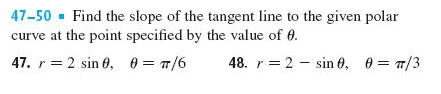 47–50 ▪ Find the slope of the tangent line to the given polar
curve at the point specified by the value of θ.
47. r = 2 sin θ, θ = π/6 48. r = 2 − sin θ, θ = π/3